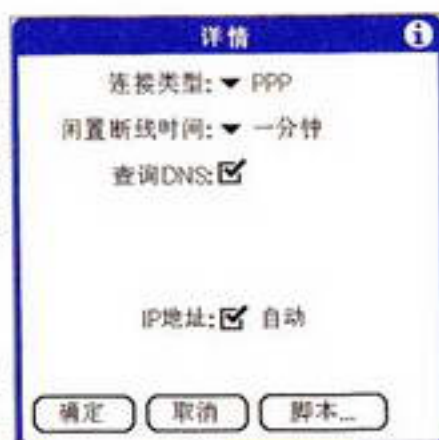 详情
连接类型: PPP
闲置断线时间: 一分钟
查询DNS:
IP地址: 自动
确定 取消 脚本...